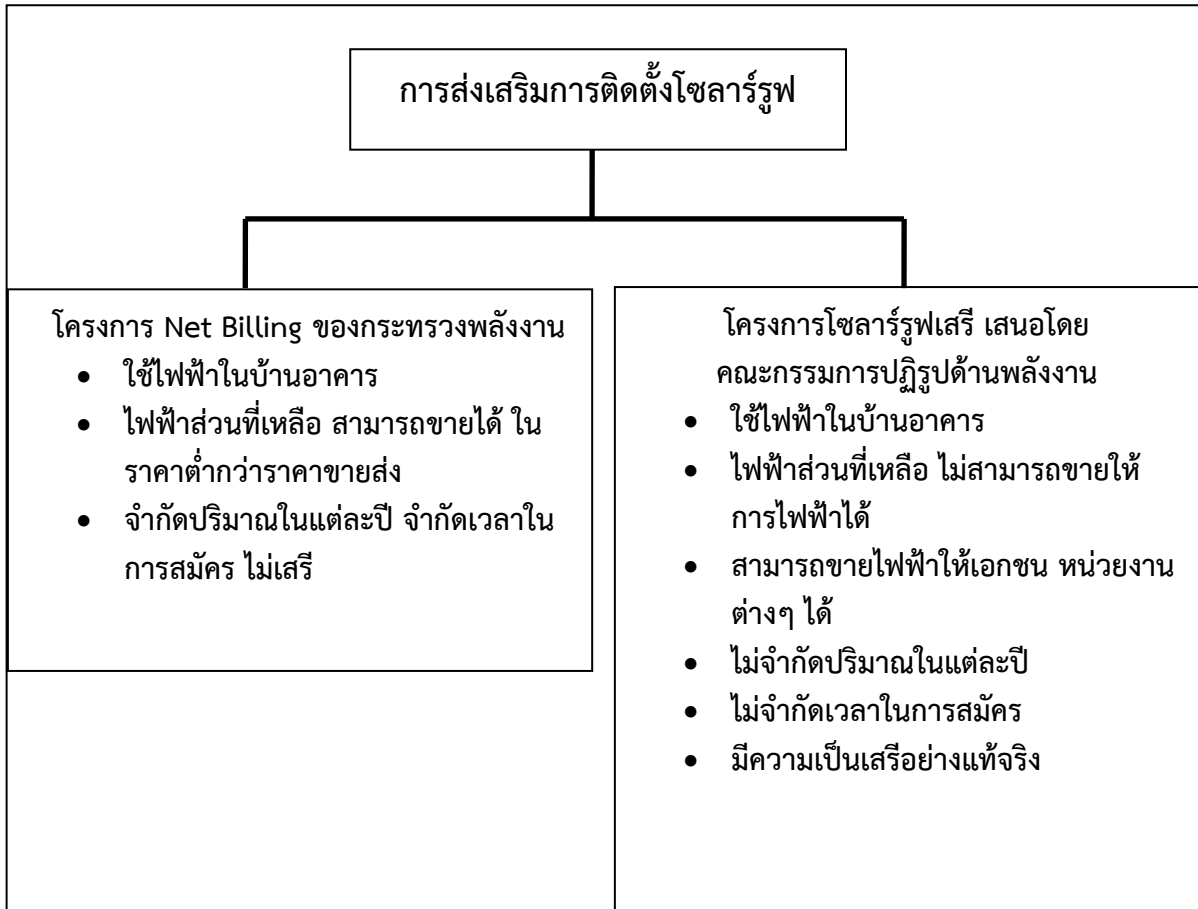 การส่งเสริมการติดตั้งโซลาร์รูฟ
โครงการ Net Billing ของกระทรวงพลังงาน
• ใช้ไฟฟ้าในบ้านอาคาร
• ไฟฟ้าส่วนที่เหลือ สามารถขายได้ ใน
ราคาต่ำกว่าราคาขายส่ง
• จำกัดปริมาณในแต่ละปี จำกัดเวลาใน
การสมัคร ไม่เสรี
โครงการโซลาร์รูฟเสรี เสนอโดย
คณะกรรมการปฏิรูปด้านพลังงาน
• ใช้ไฟฟ้าในบ้านอาคาร
• ไฟฟ้าส่วนที่เหลือ ไม่สามารถขายให้
การไฟฟ้าได้
• สามารถขายไฟฟ้าให้เอกชน หน่วยงาน
ต่างๆ ได้
• ไม่จำกัดปริมาณในแต่ละปี
• ไม่จำกัดเวลาในการสมัคร
• มีความเป็นเสรีอย่างแท้จริง